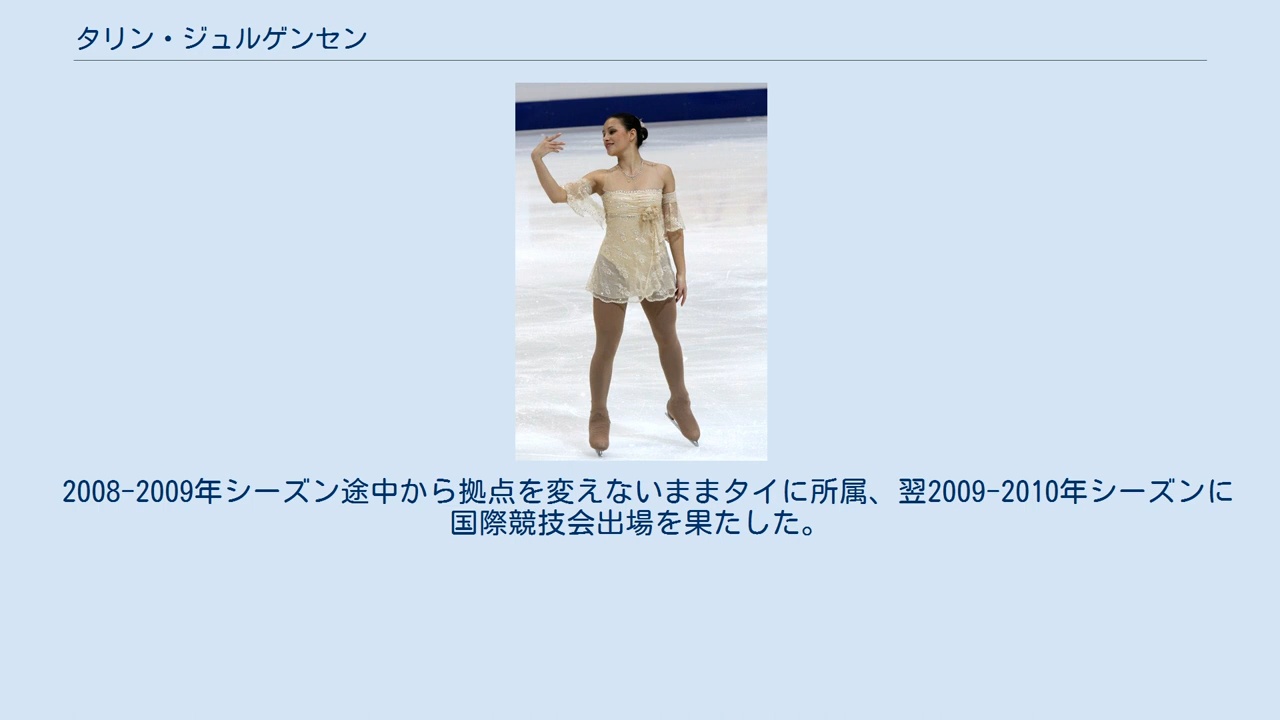 タリン・ジュルゲンセン
2008-2009年シーズン途中から拠点を変えないままタイに所属、翌2009-2010年シーズンに
国際競技会出場を果たした。